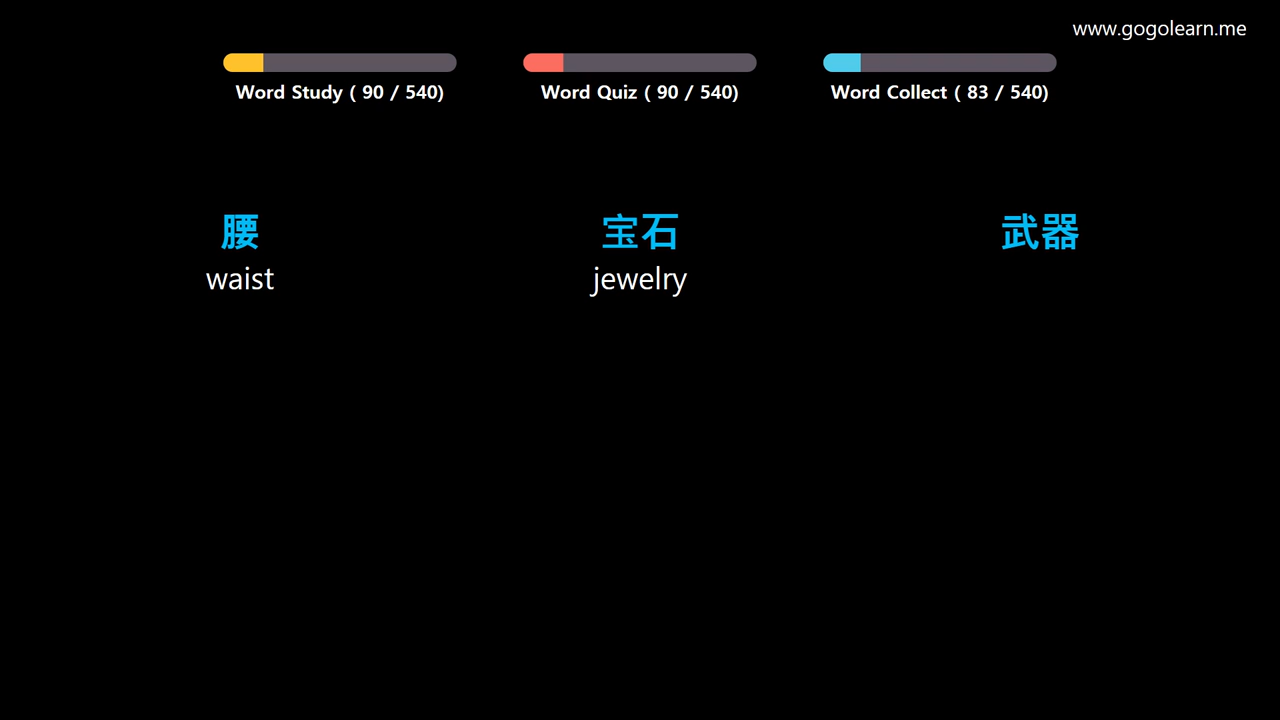 www.gogolearn.me
Word Study ( 90 / 540)
Word Quiz ( 90 / 540)
Word Collect ( 83 / 540)
腰
宝石
武器
waist
jewelry